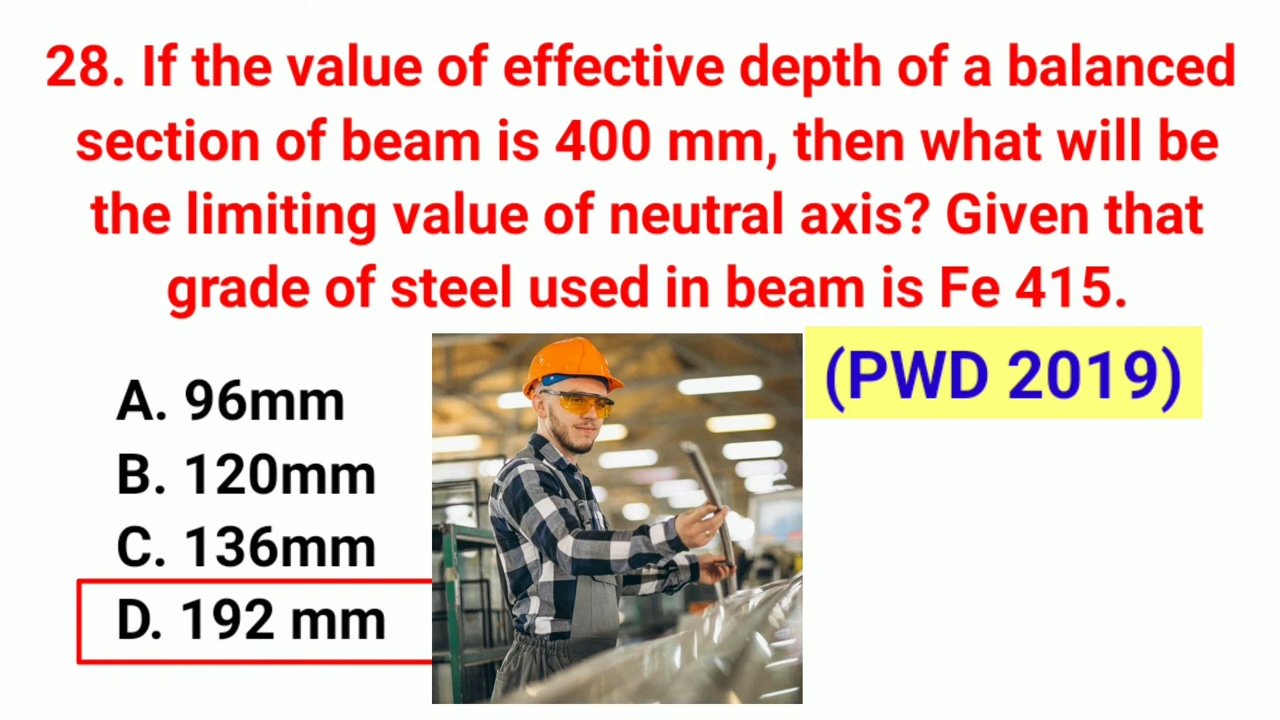 28. If the value of effective depth of a balanced
section of beam is 400 mm, then what will be
the limiting value of neutral axis? Given that
grade of steel used in beam is Fe 415.
(PWD 2019)
A. 96mm
B. 120mm
C. 136mm
D. 192 mm